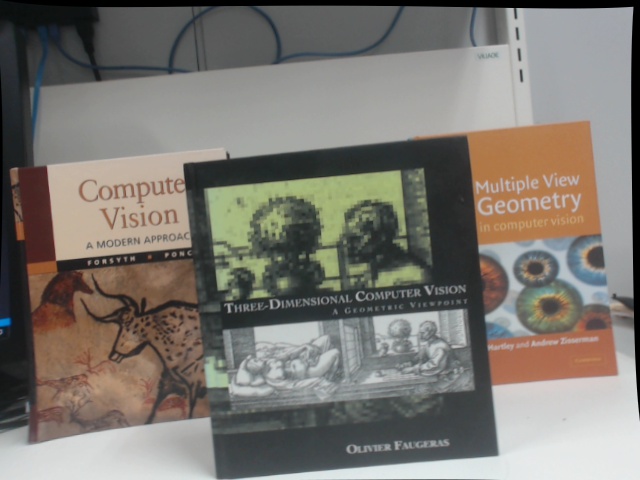 Compute
Vision
A MODERN APPROAC
FORSYTH PONC
THREE-DIMENSIONAL COMPUTER VISION
A GEOMETRIC VIEWPOINT
OLIVIER FAUGERAS
Multiple View
Geometry
in computer vision
Hartley and Andrew Zisserman